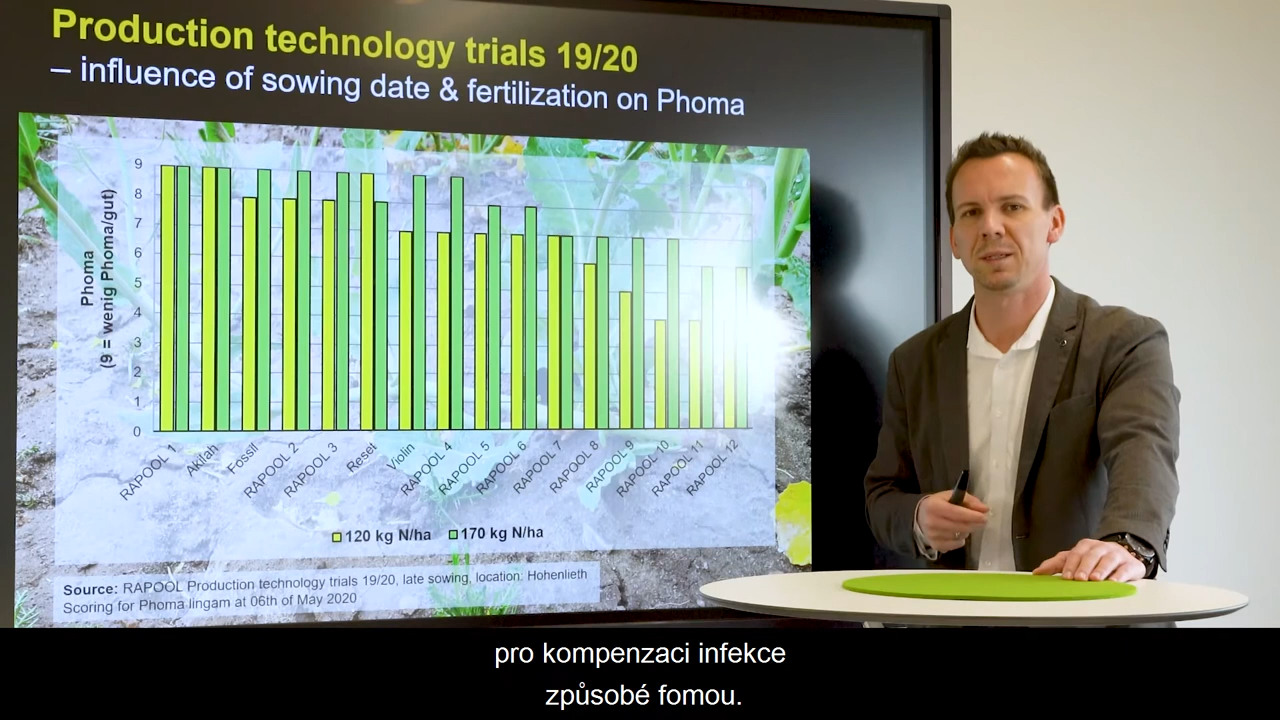 Production technology trials 19/20
– influence of sowing date & fertilization on Phoma
Phoma
(9 = wenig Phoma/gut)
9
8
7
6
5
4
3
2
1
0
RAPOOL 1
Akilah
Fossil
RAPOOL 2
RAPOOL 3
Reset
Violin
RAPOOL 4
RAPOOL 5
RAPOOL 6
RAPOOL 7
RAPOOL 8
RAPOOL 9
RAPOOL 10
RAPOOL 11
RAPOOL 12
120 kg N/ha 170 kg N/ha
Source: RAPOOL Production technology trials 19/20, late sowing, location: Hohenlieth
Scoring for Phoma lingam at 06th of May 2020
pro kompenzaci infekce
způsobé fomou.